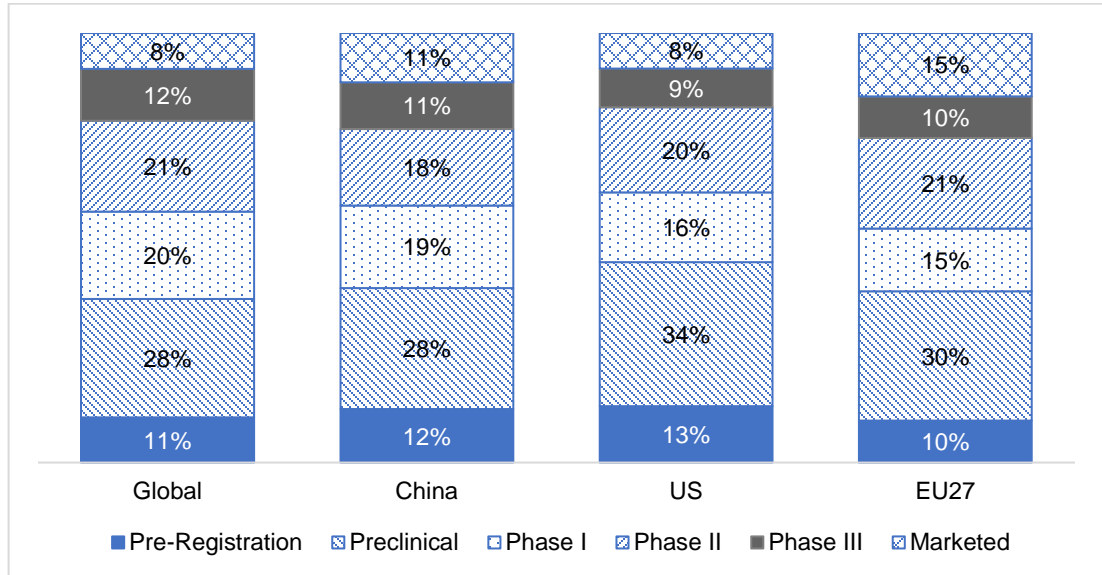 8% 11% 8% 15%
12% 11% 9% 10%
21% 18% 20% 21%
20% 19% 16% 15%
28% 28% 34% 30%
11% 12% 13% 10%
Global China US EU27
Pre-Registration Preclinical Phase I Phase II Phase III Marketed